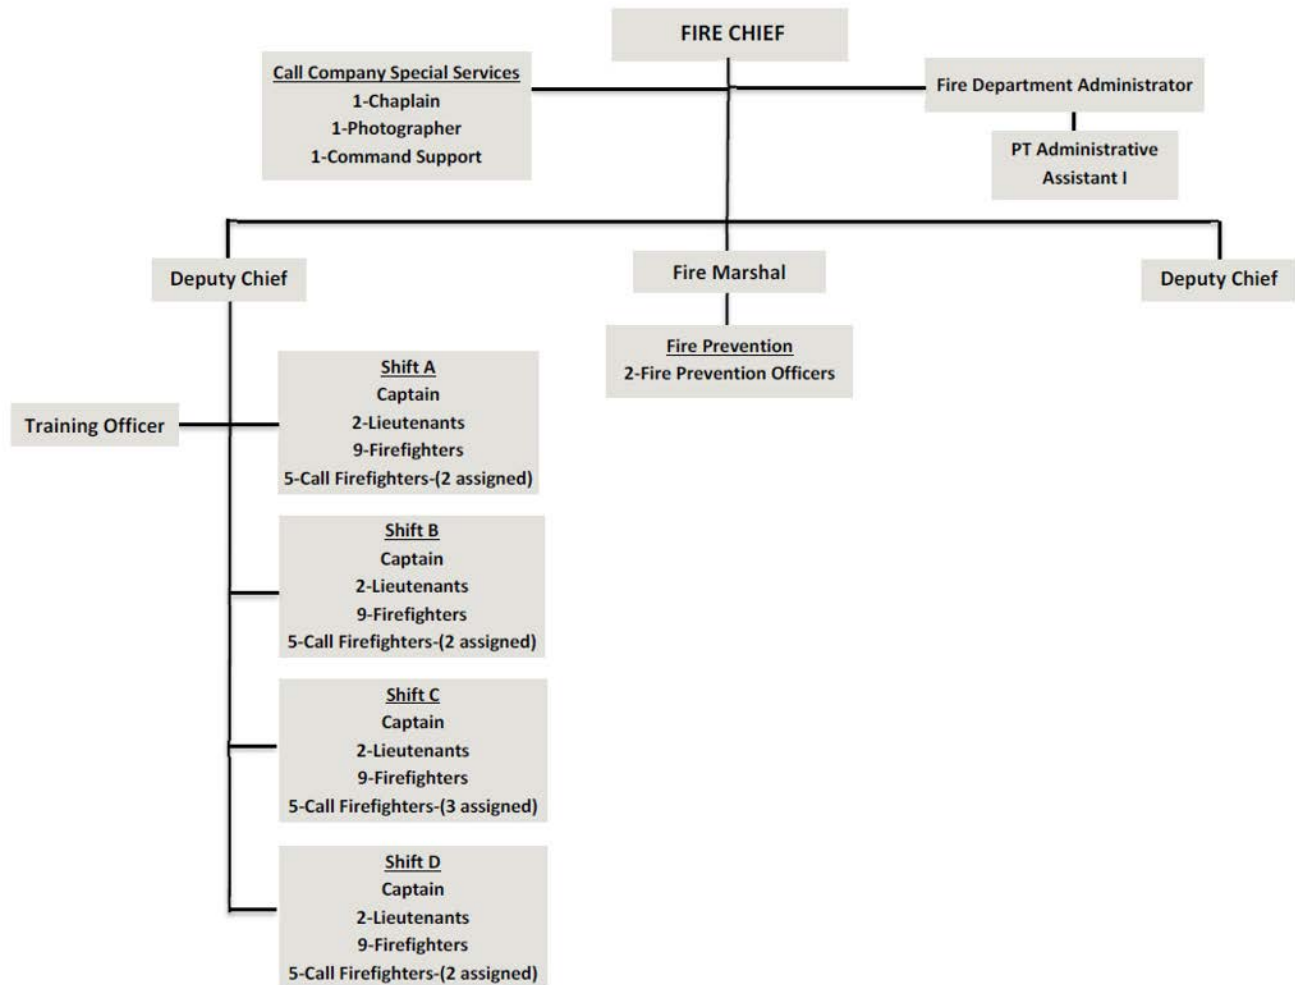 FIRE CHIEF
Call Company Special Services
1-Chaplain
1-Photographer
1-Command Support
Fire Department Administrator
PT Administrative
Assistant I
Deputy Chief
Fire Marshal
Deputy Chief
Fire Prevention
2-Fire Prevention Officers
Training Officer
Shift A
Captain
2-Lieutenants
9-Firefighters
5-Call Firefighters-(2 assigned)
Shift B
Captain
2-Lieutenants
9-Firefighters
5-Call Firefighters-(2 assigned)
Shift C
Captain
2-Lieutenants
9-Firefighters
5-Call Firefighters-(3 assigned)
Shift D
Captain
2-Lieutenants
9-Firefighters
5-Call Firefighters-(2 assigned)